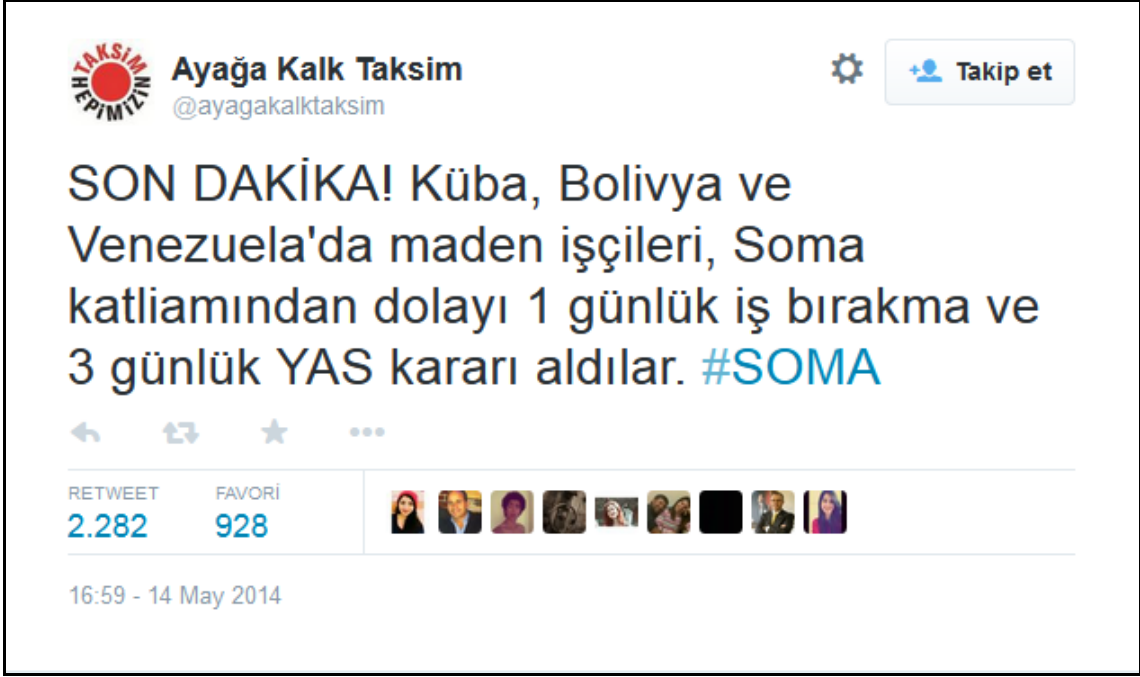 TAKSİM HEPİMİZİN
Ayağa Kalk Taksim
@ayagakalktaksim
Takip et
SON DAKİKA! Küba, Bolivya ve
Venezuela'da maden işçileri, Soma
katliamından dolayı 1 günlük iş bırakma ve
3 günlük YAS kararı aldılar. #SOMA
RETWEET FAVORİ
2.282 928
16:59 - 14 May 2014